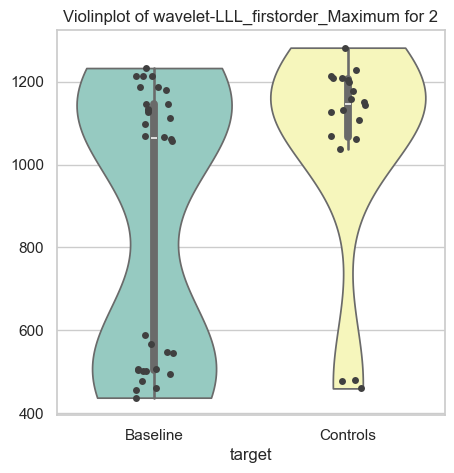 Violinplot of wavelet-LLL_firstorder_Maximum for 2
1200
1000
800
600
400
Baseline Controls
target